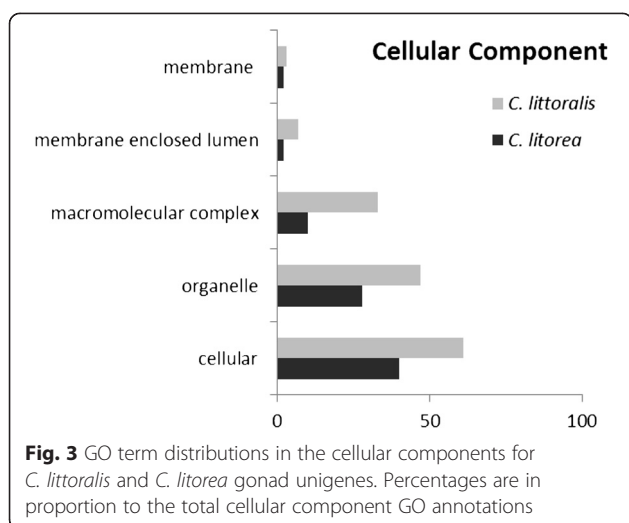 Cellular Component
C. littoralis
C. litorea
membrane
membrane enclosed lumen
macromolecular complex
organelle
cellular
0 50 100
Fig. 3 GO term distributions in the cellular components for
C. littoralis and C. litorea gonad unigenes. Percentages are in
proportion to the total cellular component GO annotations